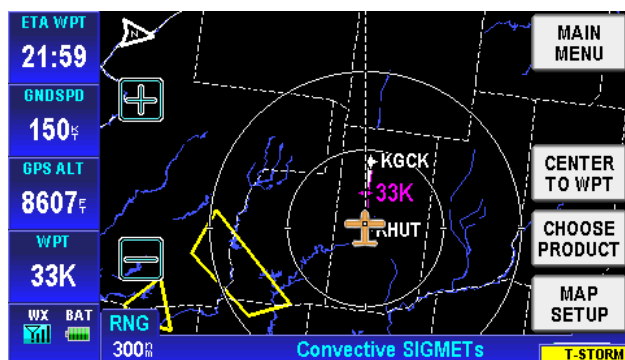 ETA WPT
21:59
GNDSPD
150KT
GPS ALT
8607FT
WPT
33K
WX BAT
N
RNG
300nm
KGCK
33K
KHUT
MAIN
MENU
CENTER
TO WPT
CHOOSE
PRODUCT
MAP
SETUP
Convective SIGMETs
T-STORM